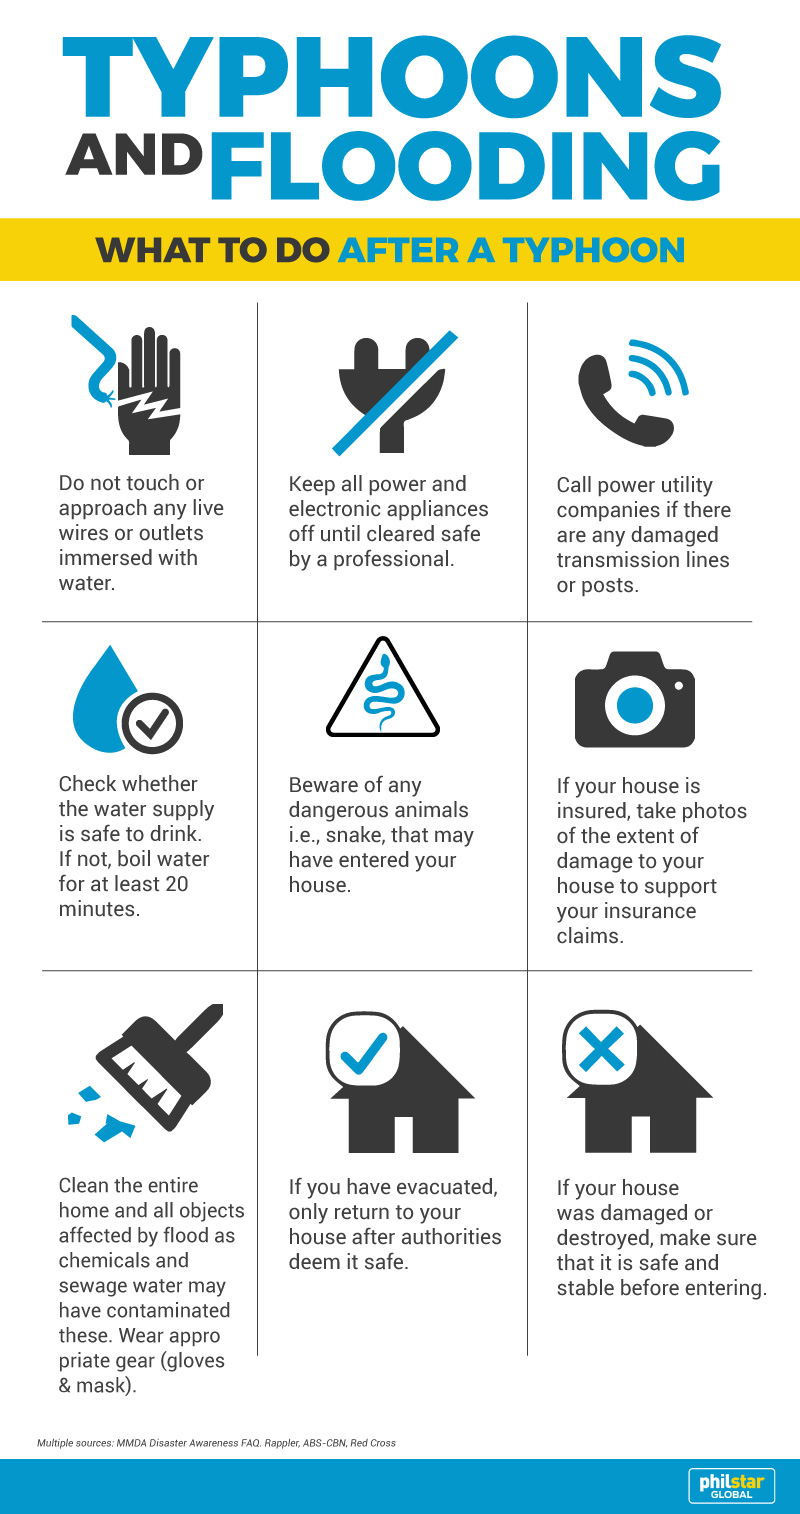 TYPHOONS
AND FLOODING
WHAT TO DO AFTER A TYPHOON
Do not touch or
approach any live
wires or outlets
immersed with
water.
Keep all power and
electronic appliances
off until cleared safe
by a professional.
Call power utility
companies if there
are any damaged
transmission lines
or posts.
Check whether
the water supply
is safe to drink.
If not, boil water
for at least 20
minutes.
Beware of any
dangerous animals
i.e., snake, that may
have entered your
house.
If your house is
insured, take photos
of the extent of
damage to your
house to support
your insurance
claims.
Clean the entire
home and all objects
affected by flood as
chemicals and
sewage water may
have contaminated
these. Wear appro
priate gear (gloves
& mask).
If you have evacuated,
only return to your
house after authorities
deem it safe.
If your house
was damaged or
destroyed, make sure
that it is safe and
stable before entering.
Multiple sources: MMDA Disaster Awareness FAQ. Rappler, ABS-CBN, Red Cross
philstar
GLOBAL